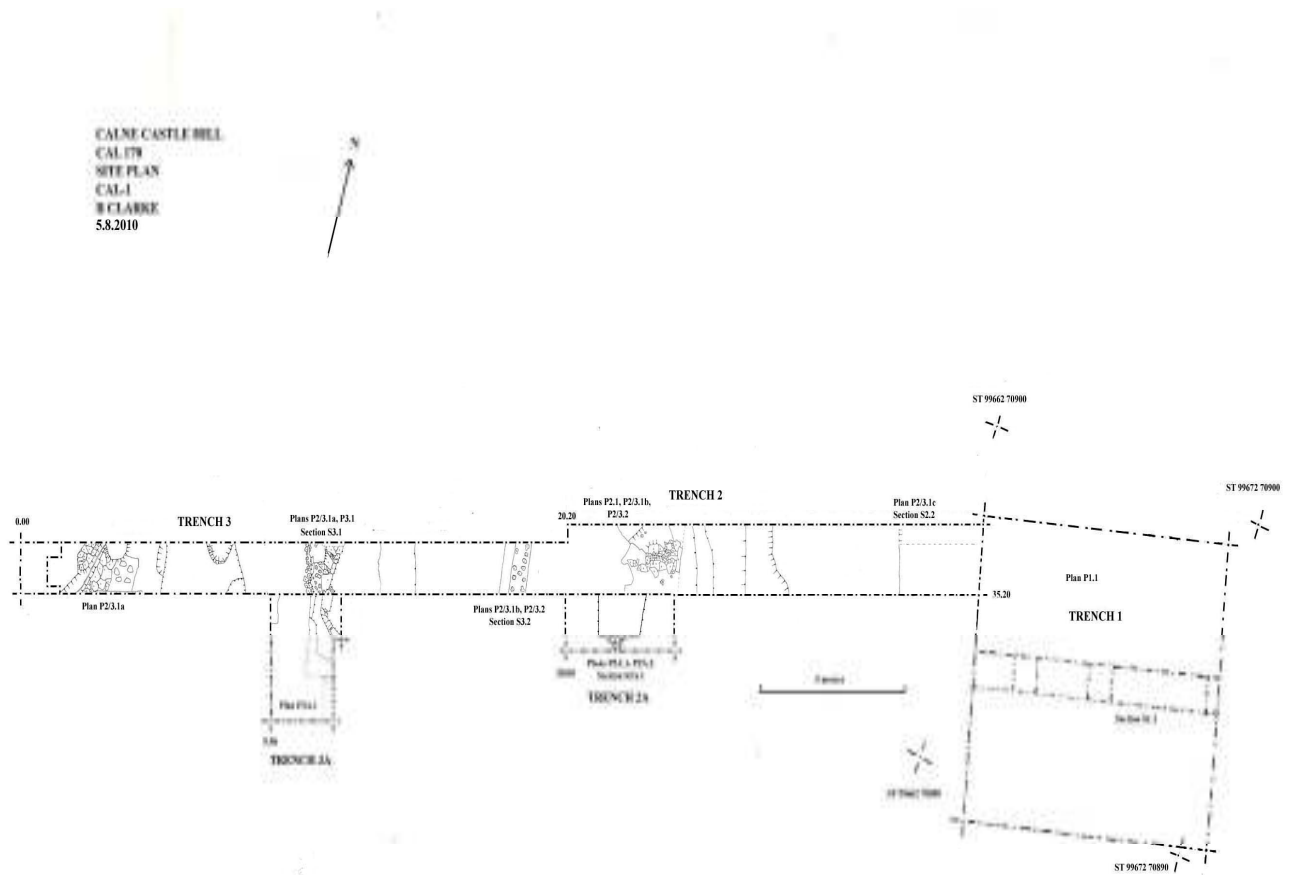 CALNE CASTLE HILL
CAL 170
SITE PLAN
CAL-1
B CLARKE
5.8.2010
N
ST 99662 70900
ST 99672 70900
0.00
TRENCH 3
Plans P2/3.1a, P3.1
Section S3.1
20.20
Plans P2.1, P2/3.1b,
P2/3.2
TRENCH 2
Plan P2/3.1c
Section S2.2
Plan P1.1
35.20
TRENCH 1
Plan P2/3.1a
Plans P2/3.1b, P2/3.2
Section S3.2
TRENCH 2A
TRENCH 3A
ST 99672 70890